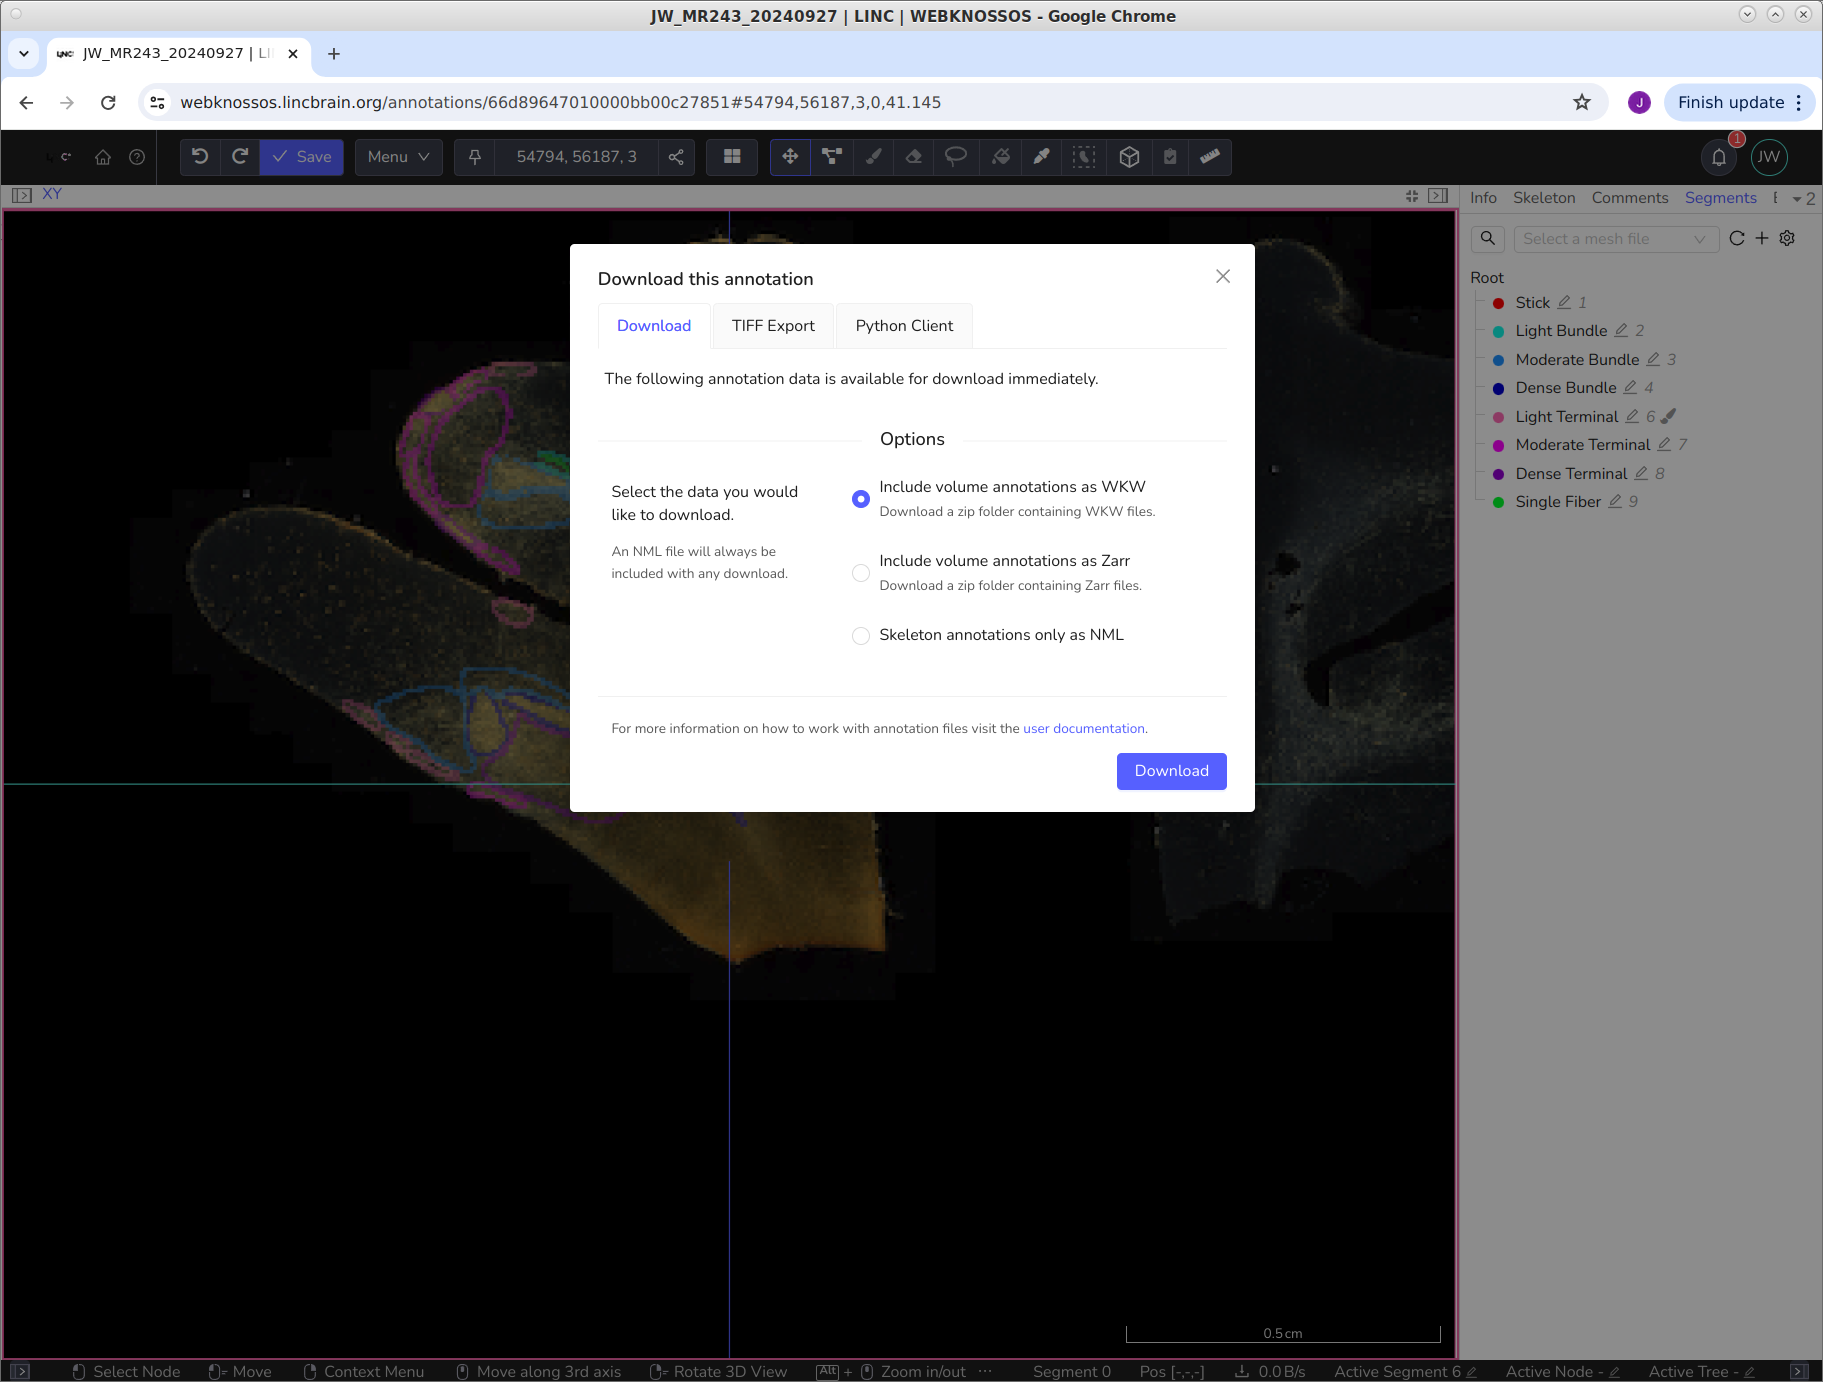 JW_MR243_20240927 | LINC | WEBKNOSSOS - Google Chrome
LINC JW_MR243_20240927 | LI
webknossos.lincbrain.org/annotations/66d89647010000bb00c27851#54794,56187,3,0,41.145
J
Finish update
Save
Menu
54794, 56187, 3
1
JW
XY
Info Skeleton Comments Segments 2
Select a mesh file
Root
Stick 1
Light Bundle 2
Moderate Bundle 3
Dense Bundle 4
Light Terminal 6
Moderate Terminal 7
Dense Terminal 8
Single Fiber 9
Download this annotation
Download TIFF Export Python Client
The following annotation data is available for download immediately.
Options
Select the data you would
like to download.
An NML file will always be
included with any download.
Include volume annotations as WKW
Download a zip folder containing WKW files.
Include volume annotations as Zarr
Download a zip folder containing Zarr files.
Skeleton annotations only as NML
For more information on how to work with annotation files visit the user documentation.
Download
0.5 cm
Select Node Move Context Menu Move along 3rd axis Rotate 3D View Alt + Zoom in/out ··· Segment 0 Pos [-,-,-] 0.0 B/s Active Segment 6 Active Node - Active Tree -